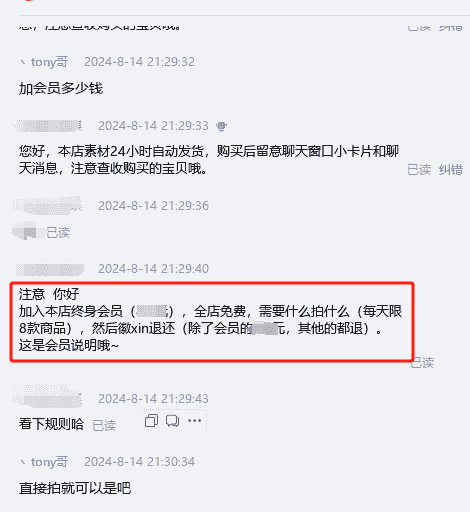 您，注意查收购买的宝贝哦。
已读 纠错
丶tony哥 2024-8-14 21:29:32
加会员多少钱
2024-8-14 21:29:33
您好，本店素材24小时自动发货，购买后留意聊天窗口小卡片和聊
天消息，注意查收购买的宝贝哦。
已读 纠错
2024-8-14 21:29:36
已读
2024-8-14 21:29:40
注意 你好
加入本店终身会员（），全店免费，需要什么拍什么（每天限
8款商品），然后徽xin退还（除了会员的元，其他的都退）。
这是会员说明哦~
已读
2024-8-14 21:29:43
看下规则哈 已读
丶tony哥 2024-8-14 21:30:34
直接拍就可以是吧